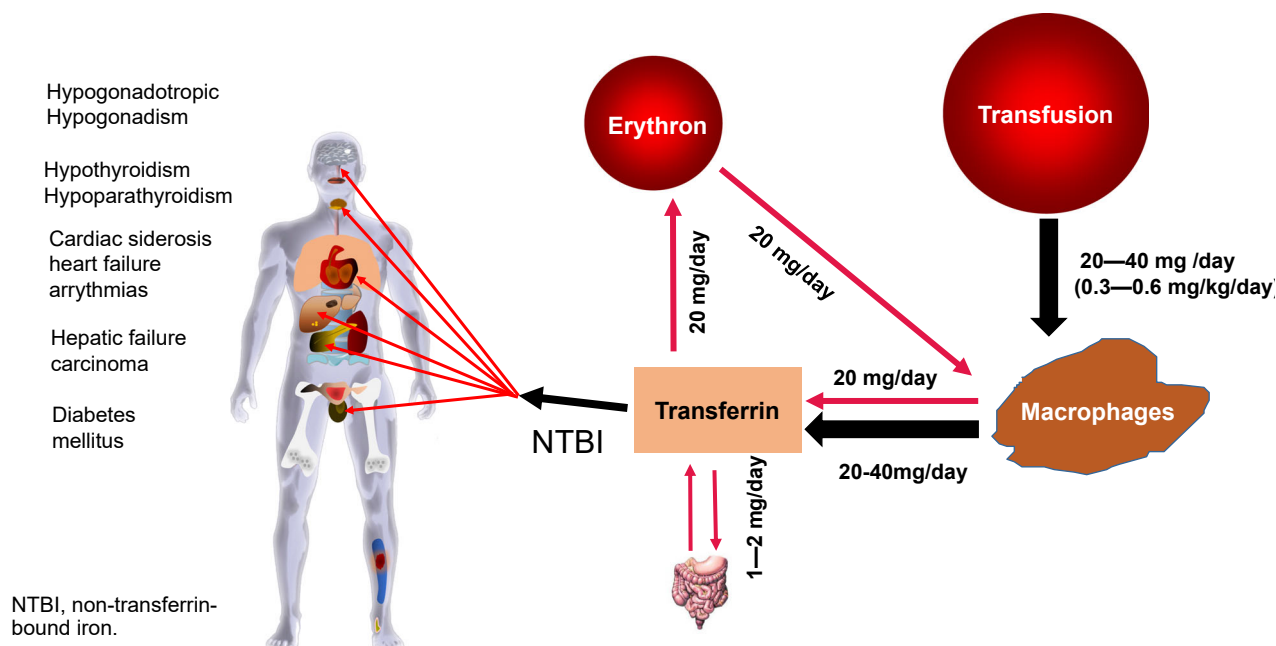 Hypogonadotropic
Hypogonadism
Hypothyroidism
Hypoparathyroidism
Cardiac siderosis
heart failure
arrythmias
Hepatic failure
carcinoma
Diabetes
mellitus
NTBI, non-transferrin-
bound iron.
Erythron
Transfusion
20 mg/day
20 mg/day
20—40 mg /day
(0.3—0.6 mg/kg/day)
20 mg/day
Transferrin
Macrophages
NTBI
20-40mg/day
1—2 mg/day